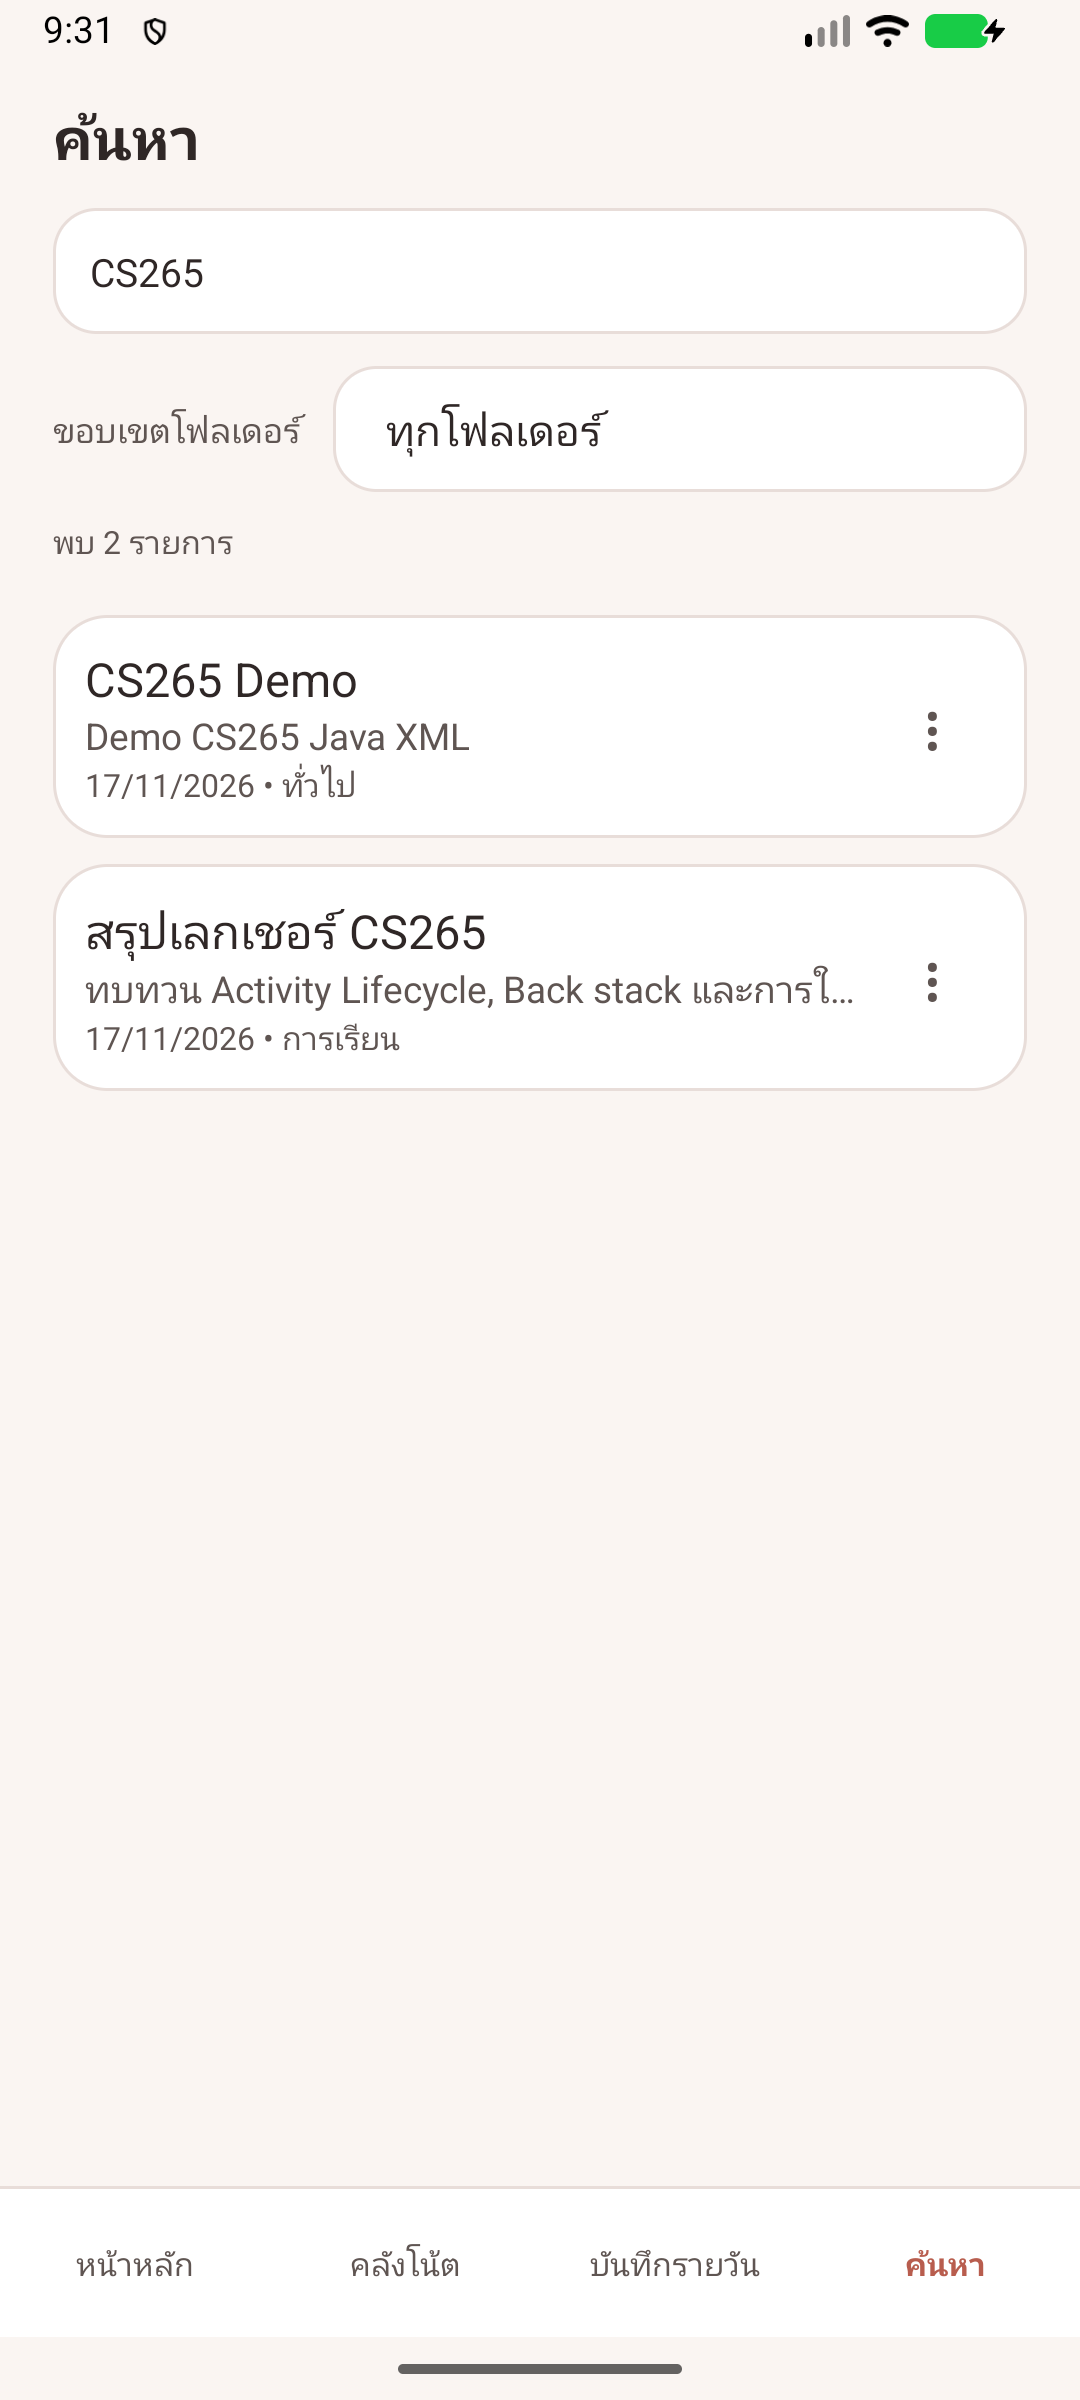 9:31
ค้นหา
CS265
ขอบเขตโฟลเดอร์
ทุกโฟลเดอร์
พบ 2 รายการ
CS265 Demo
Demo CS265 Java XML
17/11/2026 • ทั่วไป
สรุปเลกเชอร์ CS265
ทบทวน Activity Lifecycle, Back stack และการใ...
17/11/2026 • การเรียน
หน้าหลัก
คลังโน้ต
บันทึกรายวัน
ค้นหา